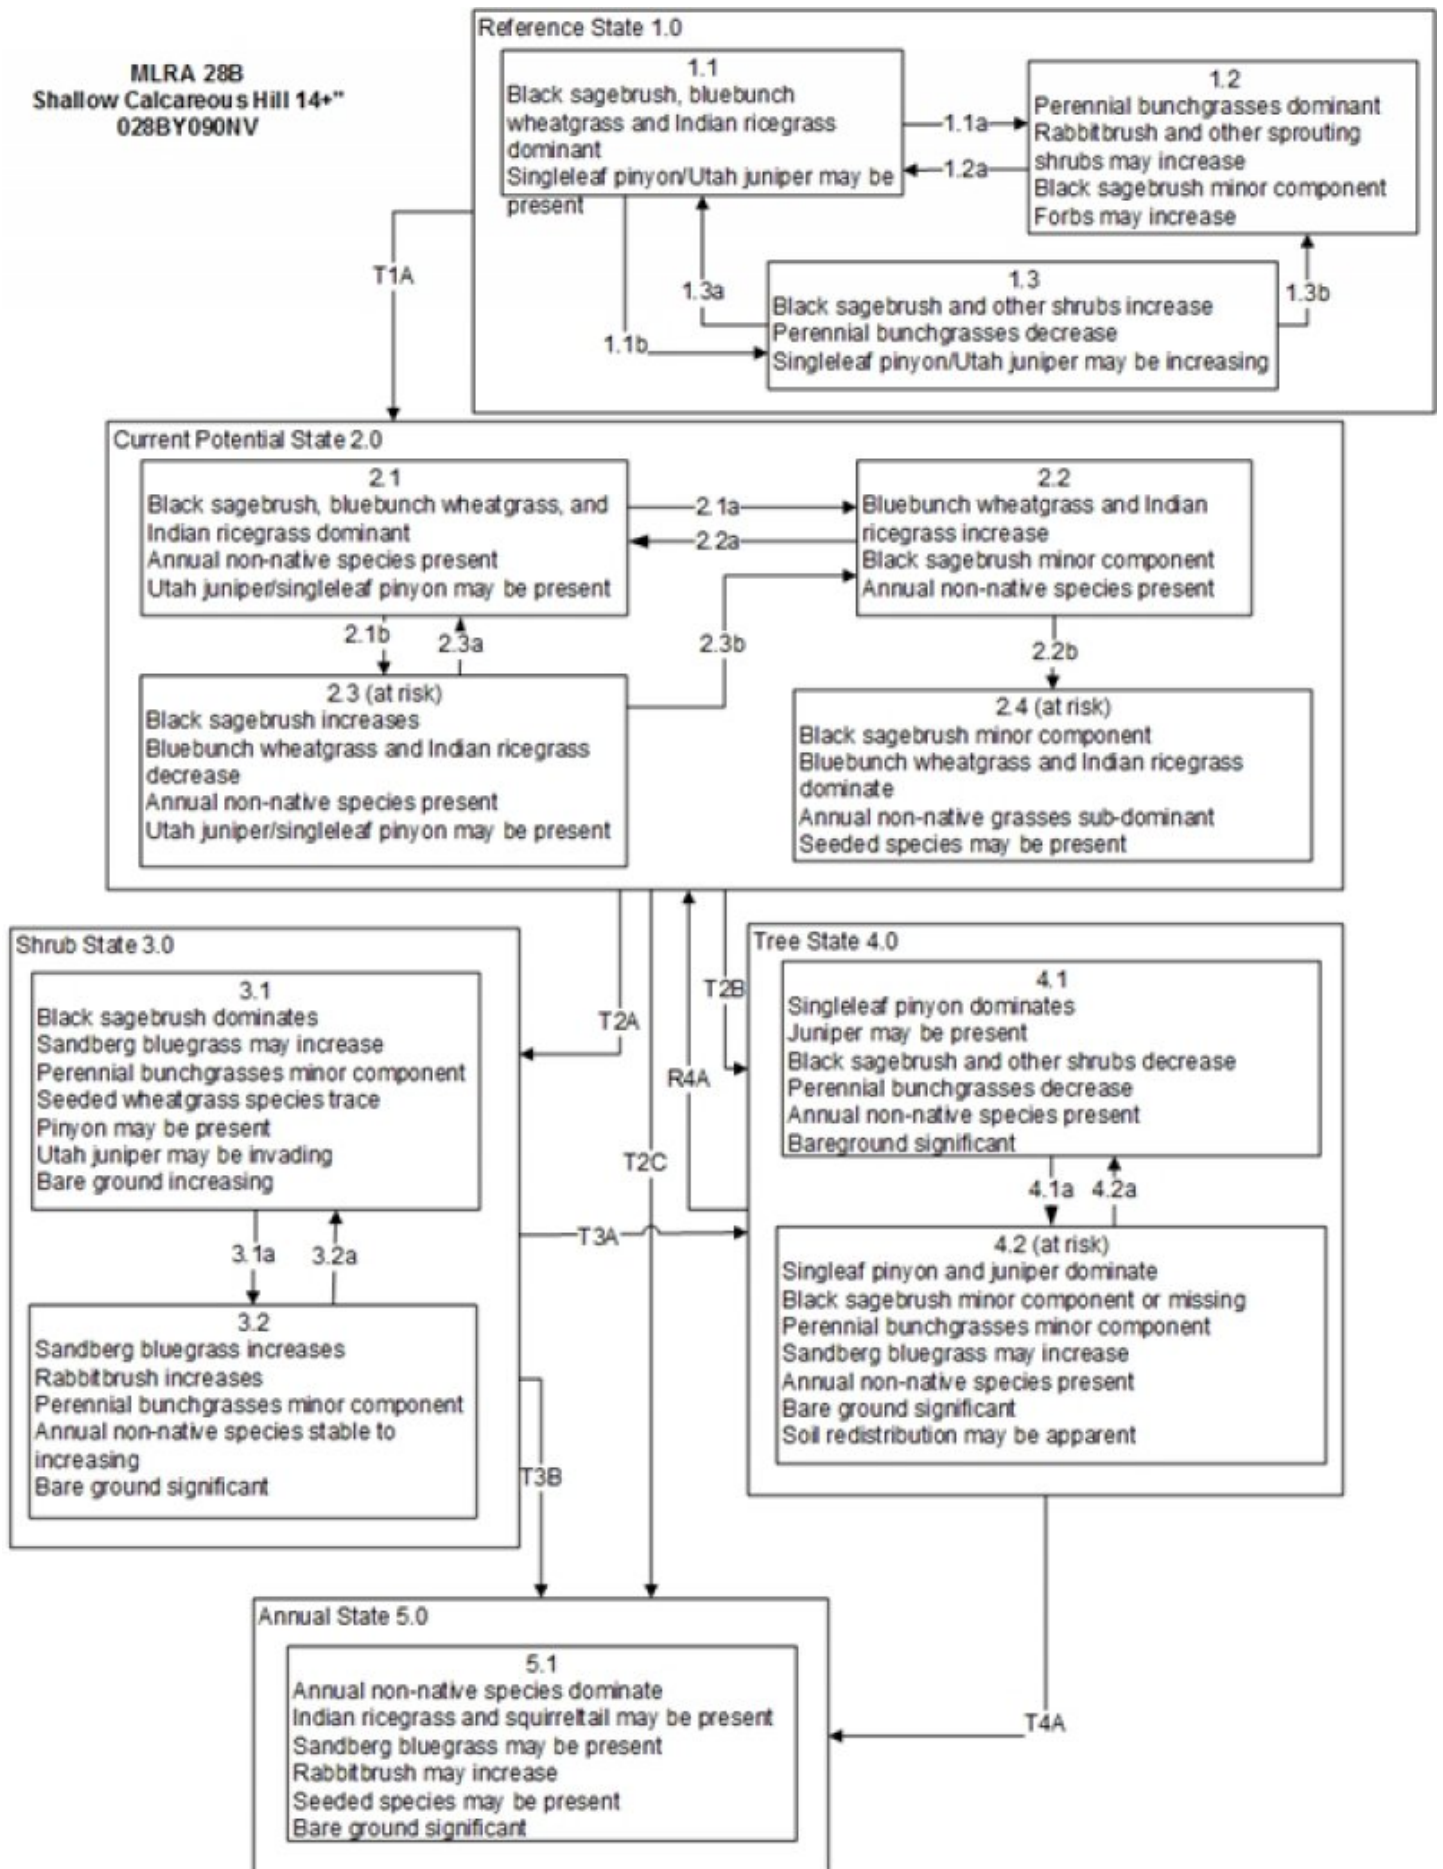 MLRA 28B
Shallow Calcareous Hill 14+"
028BY090NV
Reference State 1.0
1.1
Black sagebrush, bluebunch
wheatgrass and Indian ricegrass
dominant
Singleleaf pinyon/Utah juniper may be
present
1.1a
1.2a
1.2
Perennial bunchgrasses dominant
Rabbitbrush and other sprouting
shrubs may increase
Black sagebrush minor component
Forbs may increase
T1A
1.1b
1.3a
1.3
Black sagebrush and other shrubs increase
Perennial bunchgrasses decrease
Singleleaf pinyon/Utah juniper may be increasing
1.3b
Current Potential State 2.0
2.1
Black sagebrush, bluebunch wheatgrass, and
Indian ricegrass dominant
Annual non-native species present
Utah juniper/singleleaf pinyon may be present
2.1a
2.2a
2.2
Bluebunch wheatgrass and Indian
ricegrass increase
Black sagebrush minor component
Annual non-native species present
2.1b
2.3a
2.3b
2.2b
2.3 (at risk)
Black sagebrush increases
Bluebunch wheatgrass and Indian ricegrass
decrease
Annual non-native species present
Utah juniper/singleleaf pinyon may be present
2.4 (at risk)
Black sagebrush minor component
Bluebunch wheatgrass and Indian ricegrass
dominate
Annual non-native grasses sub-dominant
Seeded species may be present
Shrub State 3.0
3.1
Black sagebrush dominates
Sandberg bluegrass may increase
Perennial bunchgrasses minor component
Seeded wheatgrass species trace
Pinyon may be present
Utah juniper may be invading
Bare ground increasing
3.1a
3.2a
3.2
Sandberg bluegrass increases
Rabbitbrush increases
Perennial bunchgrasses minor component
Annual non-native species stable to
increasing
Bare ground significant
T2A
T2C
R4A
T2B
T3A
T3B
Tree State 4.0
4.1
Singleleaf pinyon dominates
Juniper may be present
Black sagebrush and other shrubs decrease
Perennial bunchgrasses decrease
Annual non-native species present
Bareground significant
4.1a
4.2a
4.2 (at risk)
Singleaf pinyon and juniper dominate
Black sagebrush minor component or missing
Perennial bunchgrasses minor component
Sandberg bluegrass may increase
Annual non-native species present
Bare ground significant
Soil redistribution may be apparent
T4A
Annual State 5.0
5.1
Annual non-native species dominate
Indian ricegrass and squirreltail may be present
Sandberg bluegrass may be present
Rabbitbrush may increase
Seeded species may be present
Bare ground significant